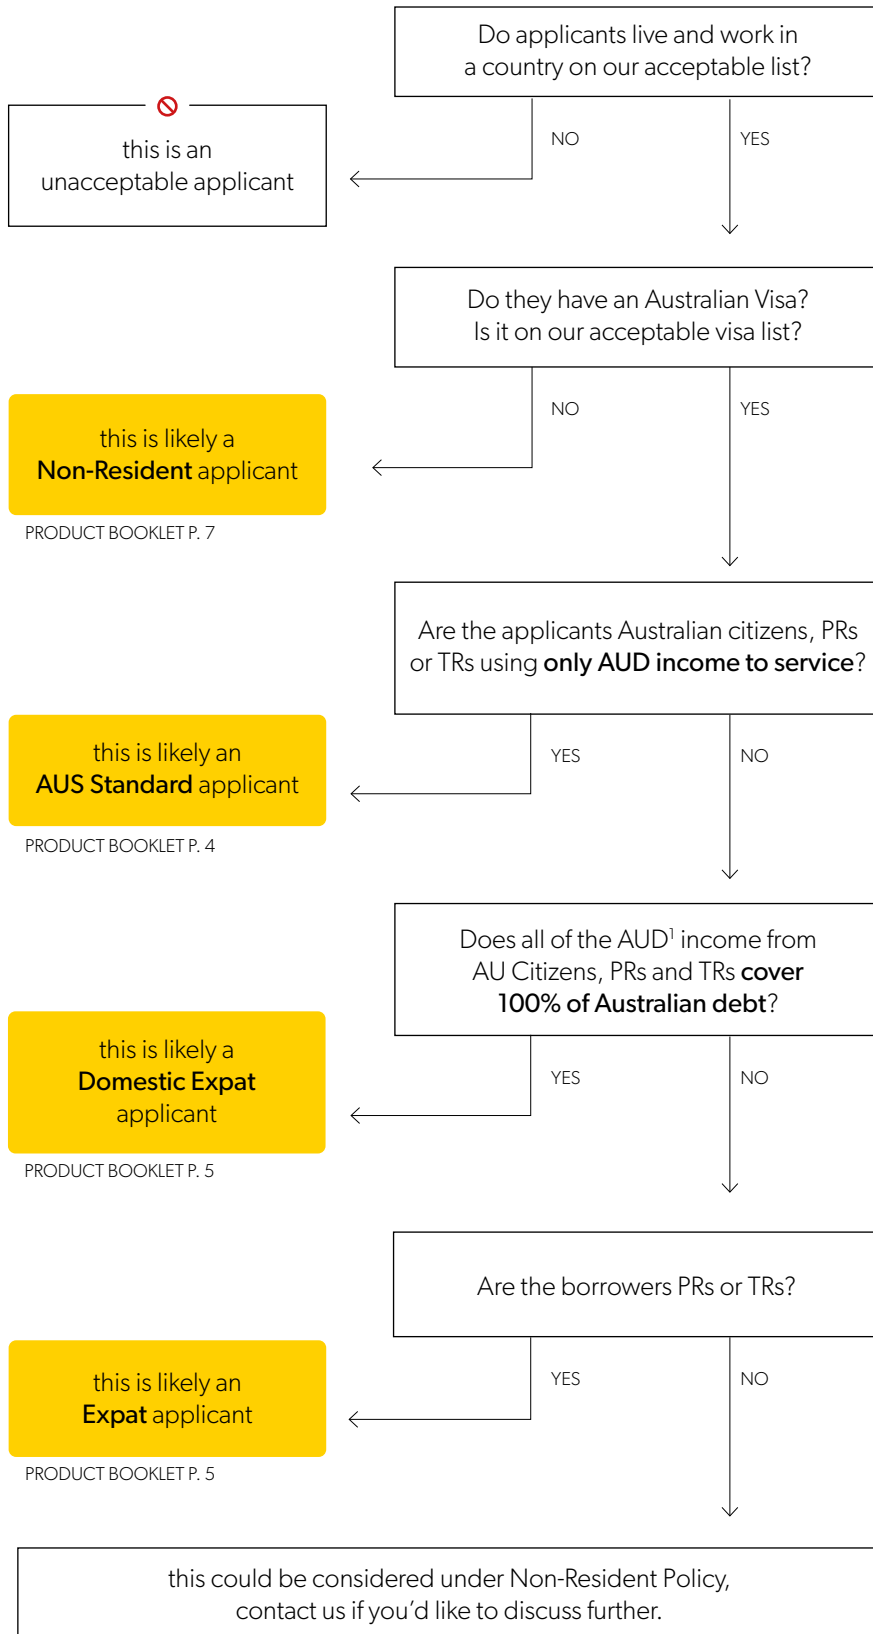 Do applicants live and work in
a country on our acceptable list?
NO
YES
this is an
unacceptable applicant
Do they have an Australian Visa?
Is it on our acceptable visa list?
NO
YES
this is likely a
Non-Resident applicant
PRODUCT BOOKLET P. 7
Are the applicants Australian citizens, PRs
or TRs using only AUD income to service?
YES
NO
this is likely an
AUS Standard applicant
PRODUCT BOOKLET P. 4
Does all of the AUD¹ income from
AU Citizens, PRs and TRs cover
100% of Australian debt?
YES
NO
this is likely a
Domestic Expat
applicant
PRODUCT BOOKLET P. 5
Are the borrowers PRs or TRs?
YES
NO
this is likely an
Expat applicant
PRODUCT BOOKLET P. 5
this could be considered under Non-Resident Policy,
contact us if you’d like to discuss further.